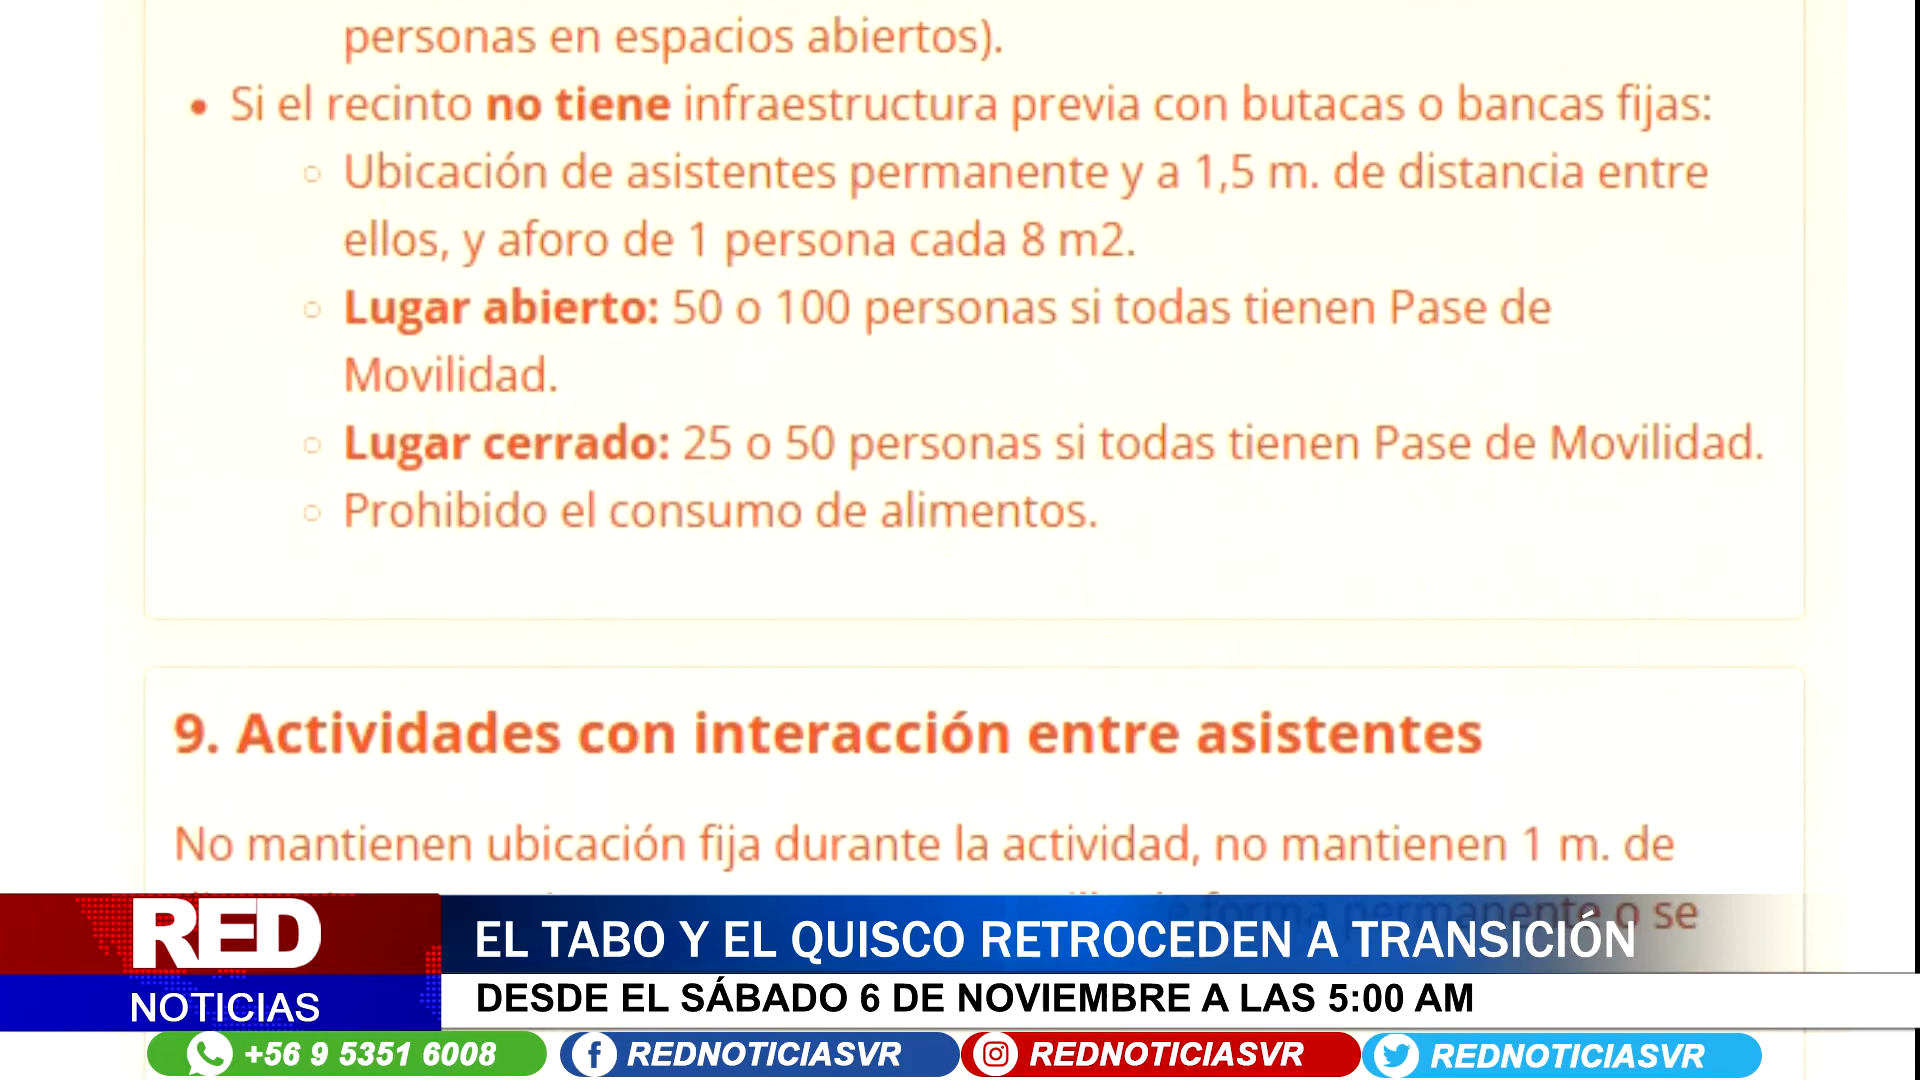 personas en espacios abiertos).
• Si el recinto no tiene infraestructura previa con butacas o bancas fijas:
○ Ubicación de asistentes permanente y a 1,5 m. de distancia entre
ellos, y aforo de 1 persona cada 8 m2.
○ Lugar abierto: 50 o 100 personas si todas tienen Pase de
Movilidad.
○ Lugar cerrado: 25 o 50 personas si todas tienen Pase de Movilidad.
○ Prohibido el consumo de alimentos.
9. Actividades con interacción entre asistentes
No mantienen ubicación fija durante la actividad, no mantienen 1 m. de
de forma permanente o se
RED
NOTICIAS
EL TABO Y EL QUISCO RETROCEDEN A TRANSICIÓN
DESDE EL SÁBADO 6 DE NOVIEMBRE A LAS 5:00 AM
+56 9 5351 6008
REDNOTICIASVR
REDNOTICIASVR
REDNOTICIASVR